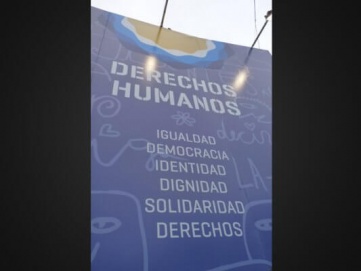 DERECHOS
HUMANOS
IGUALDAD
DEMOCRACIA
IDENTIDAD
DIGNIDAD
SOLIDARIDAD
DERECHOS